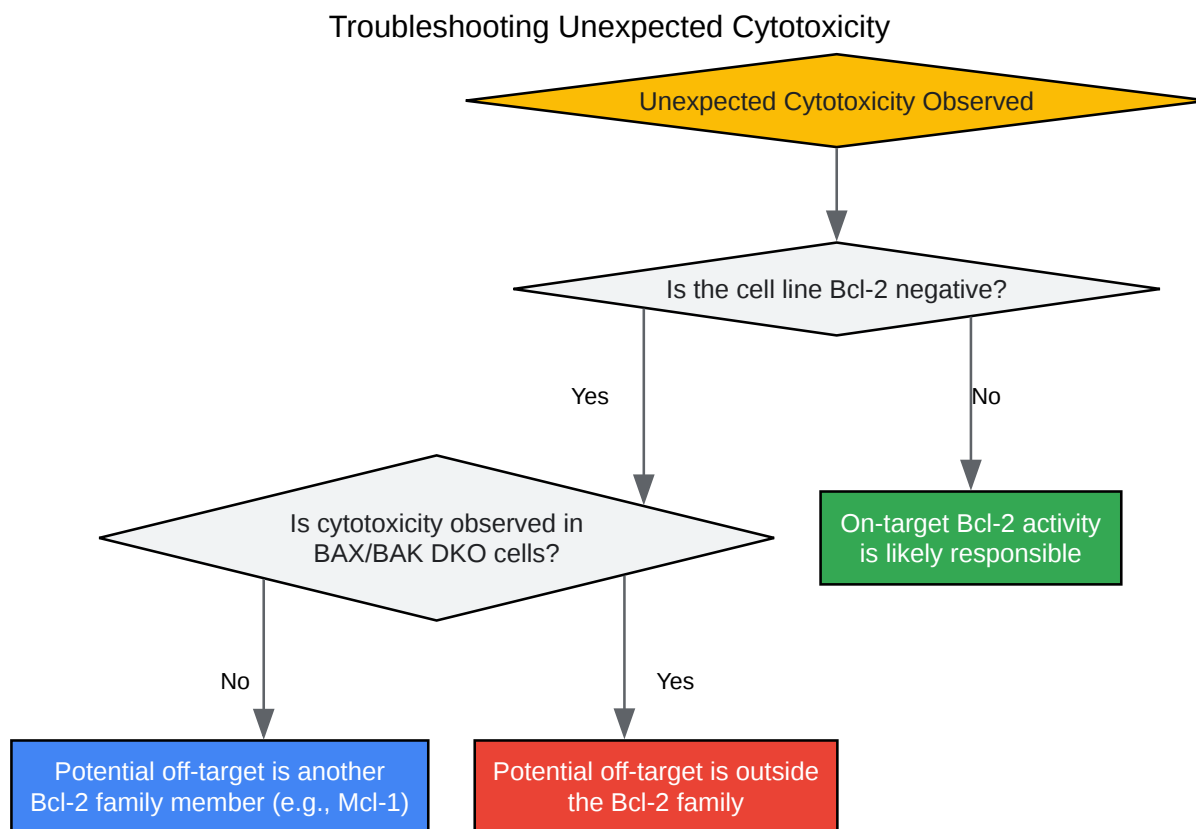 Troubleshooting Unexpected Cytotoxicity
Unexpected Cytotoxicity Observed
Is the cell line Bcl-2 negative?
Yes
No
Is cytotoxicity observed in
BAX/BAK DKO cells?
On-target Bcl-2 activity
is likely responsible
No
Yes
Potential off-target is another
Bcl-2 family member (e.g., Mcl-1)
Potential off-target is outside
the Bcl-2 family